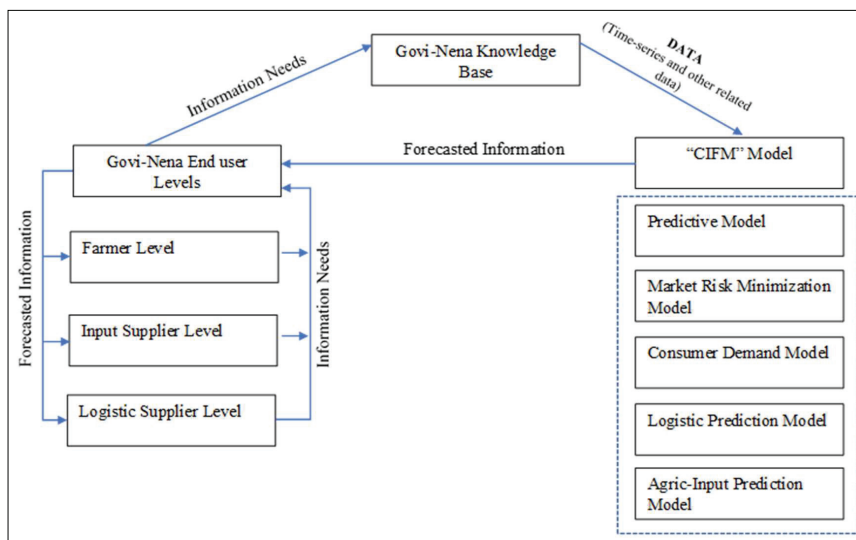 Govi-Nena Knowledge
Base
Information Needs
DATA
(Time-series and other related
data)
Govi-Nena End user
Levels
Forecasted Information
“CIFM” Model
Forecasted Information
Farmer Level
Input Supplier Level
Logistic Supplier Level
Information Needs
Predictive Model
Market Risk Minimization
Model
Consumer Demand Model
Logistic Prediction Model
Agric-Input Prediction
Model